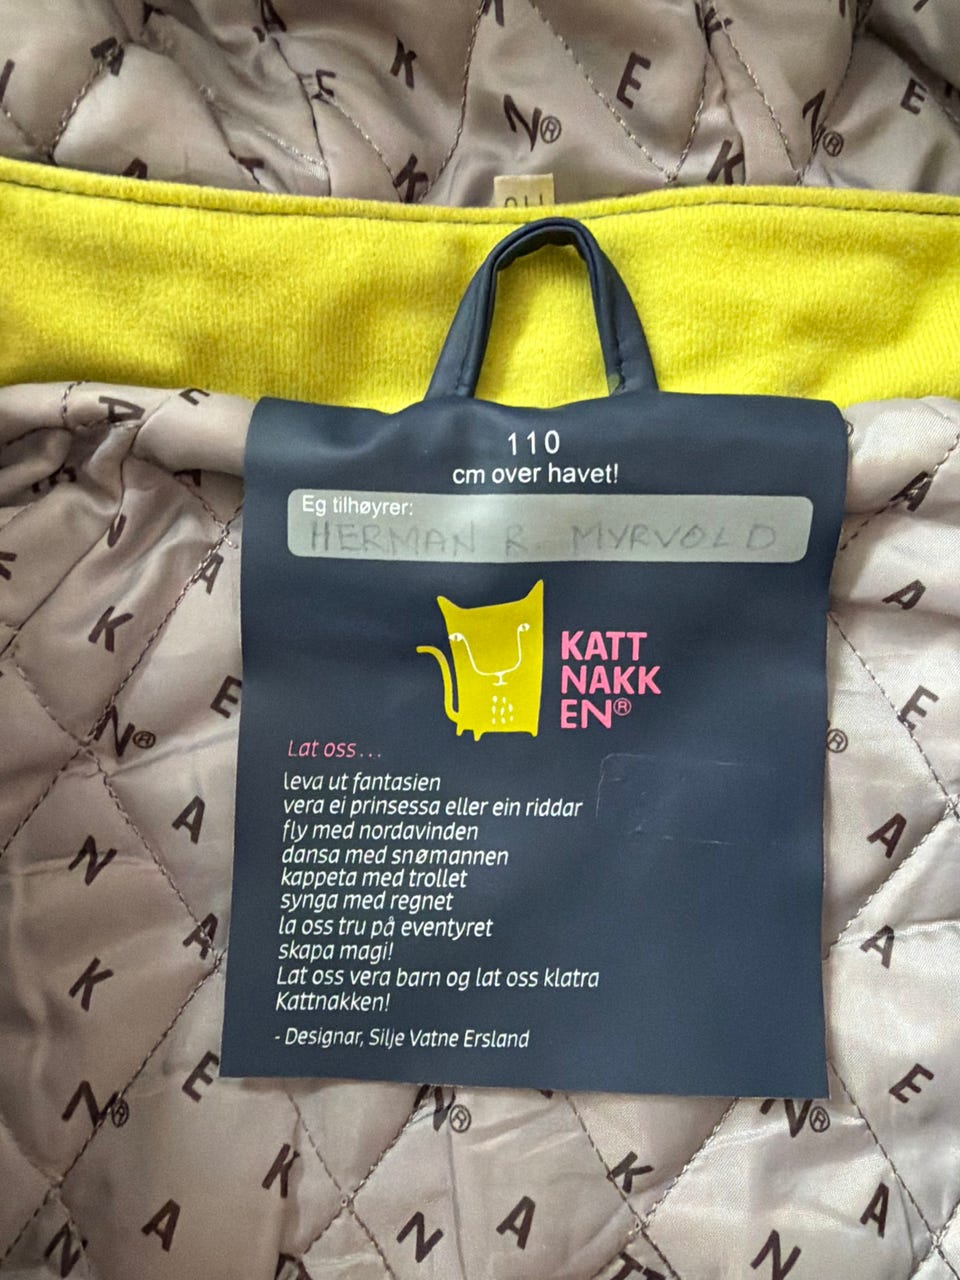 110
cm over havet!
Eg tilhøyrer:
HERMAN R. MYRVOLD
KATT
NAKK
EN®
Lat oss...
leva ut fantasien
vera ei prinsessa eller ein riddar
fly med nordavinden
dansa med snømannen
kappeta med trollet
synga med regnet
la oss tru på eventyret
skapa magi!
Lat oss vera barn og lat oss klatra
Kattnakken!
- Designar, Silje Vatne Ersland